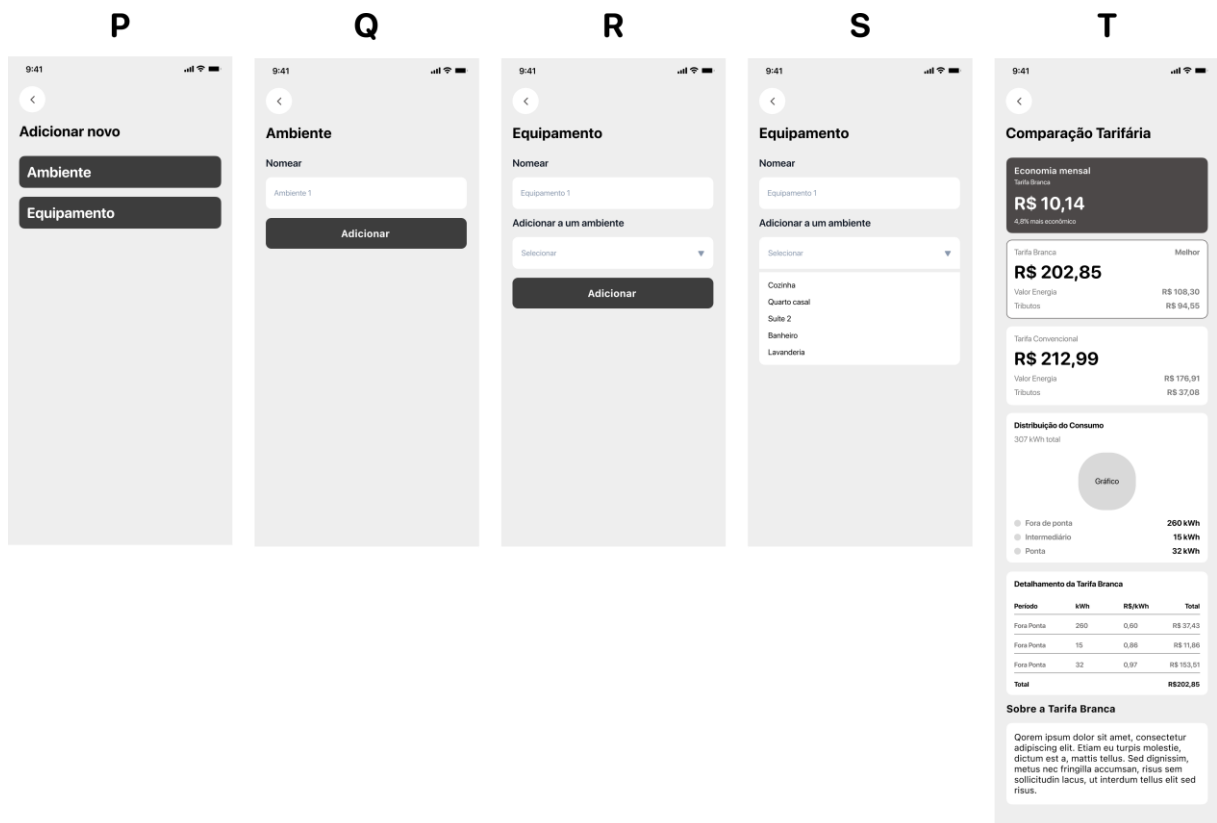 P
9:41
Adicionar novo
Ambiente
Equipamento
Q
9:41
Ambiente
Nomear
Ambiente 1
Adicionar
R
9:41
Equipamento
Nomear
Equipamento 1
Adicionar a um ambiente
Selecionar ▼
Adicionar
S
9:41
Equipamento
Nomear
Equipamento 1
Adicionar a um ambiente
Selecionar ▼
Cozinha
Quarto casal
Suíte 2
Banheiro
Lavanderia
T
9:41
Comparação Tarifária
Economia mensal
Tarifa Branca
R$ 10,14
4,8% mais econômico
Tarifa Branca Melhor
R$ 202,85
Valor Energia R$ 108,30
Tributos R$ 94,55
Tarifa Convencional
R$ 212,99
Valor Energia R$ 176,91
Tributos R$ 37,08
Distribuição do Consumo
307 kWh total
Gráfico
Fora de ponta 260 kWh
Intermediário 15 kWh
Ponta 32 kWh
Detalhamento da Tarifa Branca
Período kWh R$/kWh Total
Fora Ponta 260 0,60 R$ 37,43
Fora Ponta 15 0,86 R$ 11,86
Fora Ponta 32 0,97 R$ 153,51
Total R$202,85
Sobre a Tarifa Branca
Qorem ipsum dolor sit amet, consectetur
adipiscing elit. Etiam eu turpis molestie,
dictum est a, mattis tellus. Sed dignissim,
metus nec fringilla accumsan, risus sem
sollicitudin lacus, ut interdum tellus elit sed
risus.